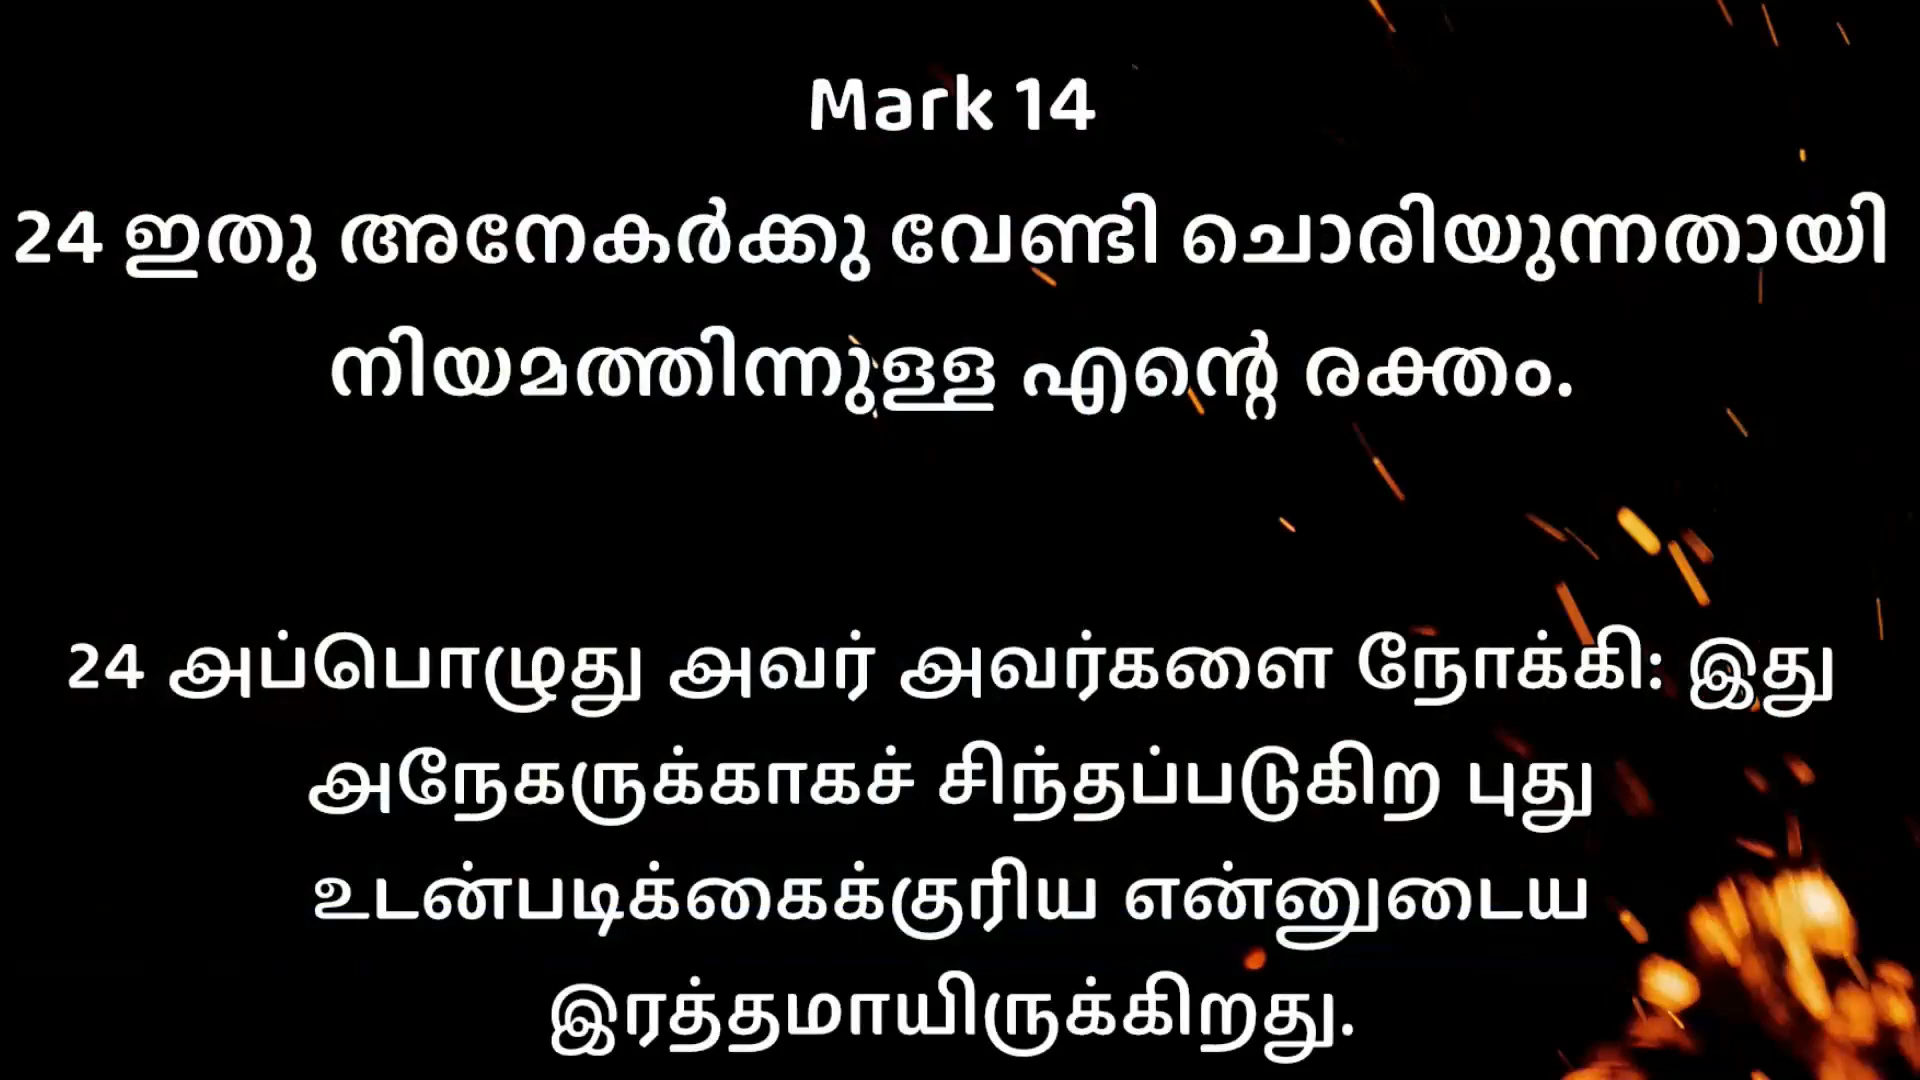 Mark 14
24 ഇതു അനേകർക്കു വേണ്ടി ചൊരിയുന്നതായി
നിയമത്തിന്നുള്ള എന്റെ രക്തം.
24 அப்பொழுது அவர் அவர்களை நோக்கி: இது
அநேகருக்காகச் சிந்தப்படுகிற புது
உடன்படிக்கைக்குரிய என்னுடைய
இரத்தமாயிருக்கிறது.